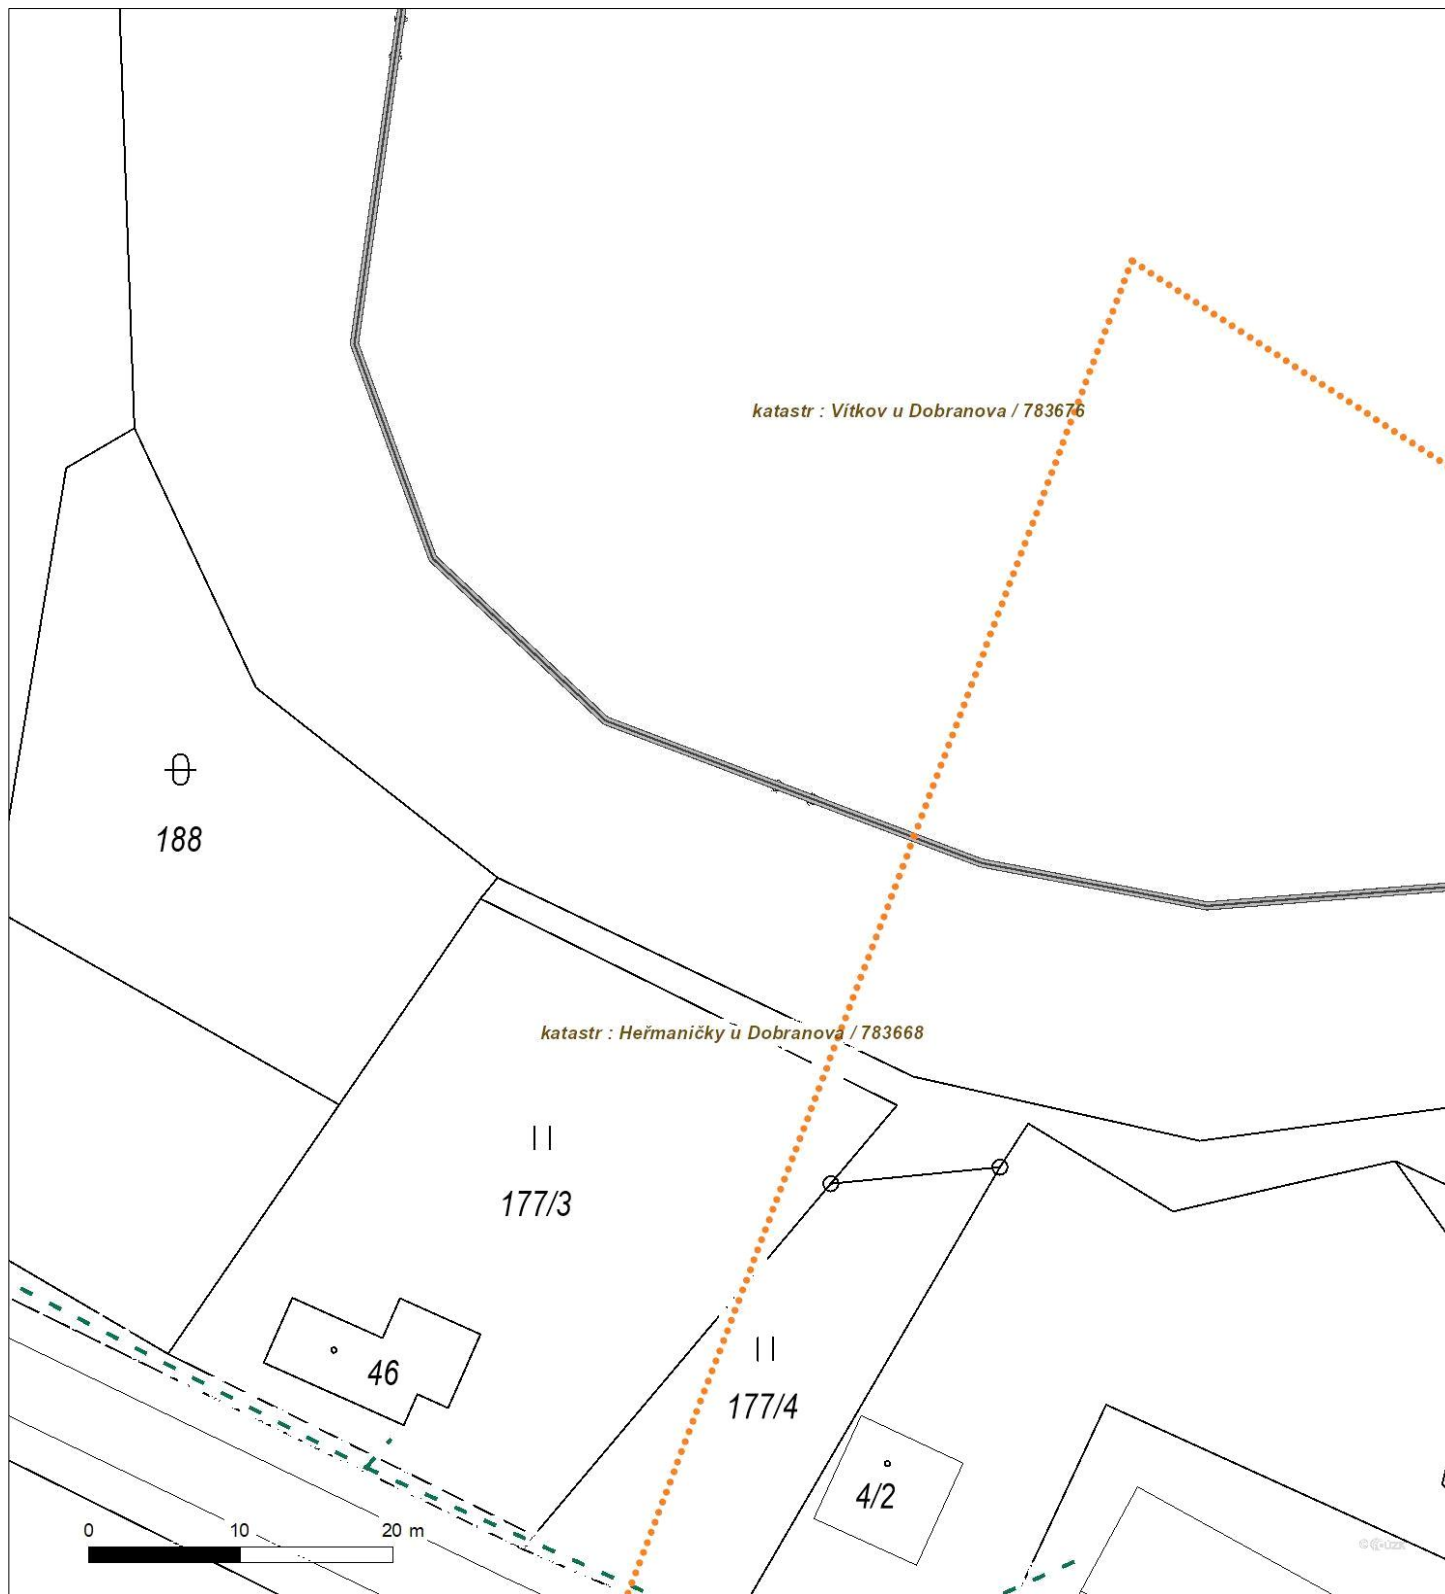 katastr : Vítkov u Dobranova / 783676
188
katastr : Heřmaničky u Dobranova / 783668
177/3
46
177/4
4/2
0 10 20 m